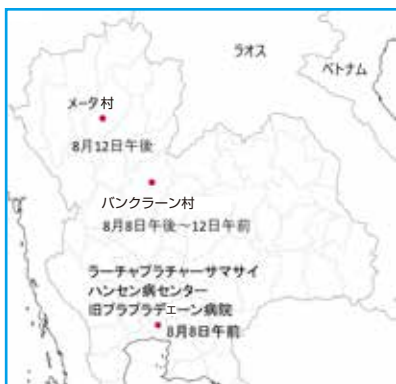 ラオス
ベトナム
メータ村
8月12日午後
バンクラーン村
8月8日午後～12日午前
ラーチャプラチャーサマサイ
ハンセン病センター
旧プラプラデェーン病院
8月8日午前